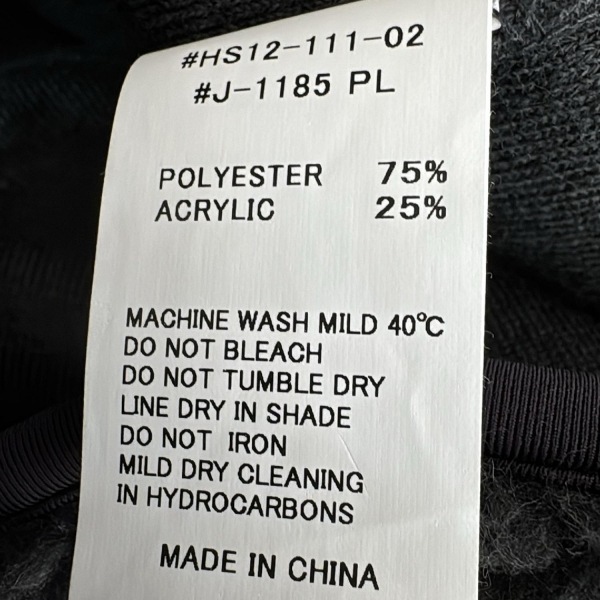 #HS12-111-02
#J-1185 PL
POLYESTER 75%
ACRYLIC 25%
MACHINE WASH MILD 40℃
DO NOT BLEACH
DO NOT TUMBLE DRY
LINE DRY IN SHADE
DO NOT IRON
MILD DRY CLEANING
IN HYDROCARBONS
MADE IN CHINA